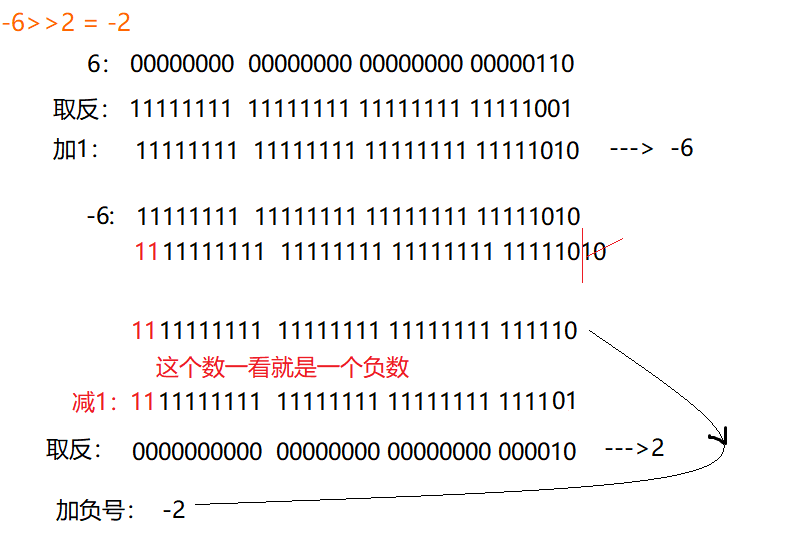 -6>>2 = -2
6： 00000000 00000000 00000000 00000110
取反： 11111111 11111111 11111111 11111001
加1： 11111111 11111111 11111111 11111010 ---> -6
-6: 11111111 11111111 11111111 11111010
1111111111 11111111 11111111 11111010
1111111111 11111111 11111111 111110
这个数一看就是一个负数
减1： 1111111111 11111111 11111111 111101
取反： 0000000000 00000000 00000000 000010 --->2
加负号： -2